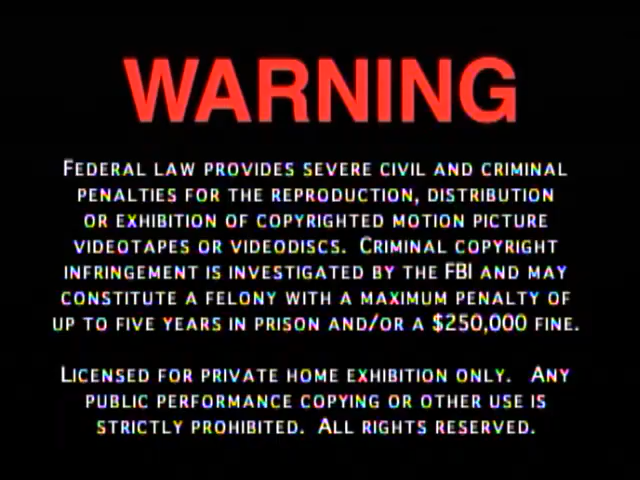 WARNING
FEDERAL LAW PROVIDES SEVERE CIVIL AND CRIMINAL
PENALTIES FOR THE REPRODUCTION, DISTRIBUTION
OR EXHIBITION OF COPYRIGHTED MOTION PICTURE
VIDEOTAPES OR VIDEODISCS. CRIMINAL COPYRIGHT
INFRINGEMENT IS INVESTIGATED BY THE FBI AND MAY
CONSTITUTE A FELONY WITH A MAXIMUM PENALTY OF
UP TO FIVE YEARS IN PRISON AND/OR A $250,000 FINE.
LICENSED FOR PRIVATE HOME EXHIBITION ONLY. ANY
PUBLIC PERFORMANCE COPYING OR OTHER USE IS
STRICTLY PROHIBITED. ALL RIGHTS RESERVED.